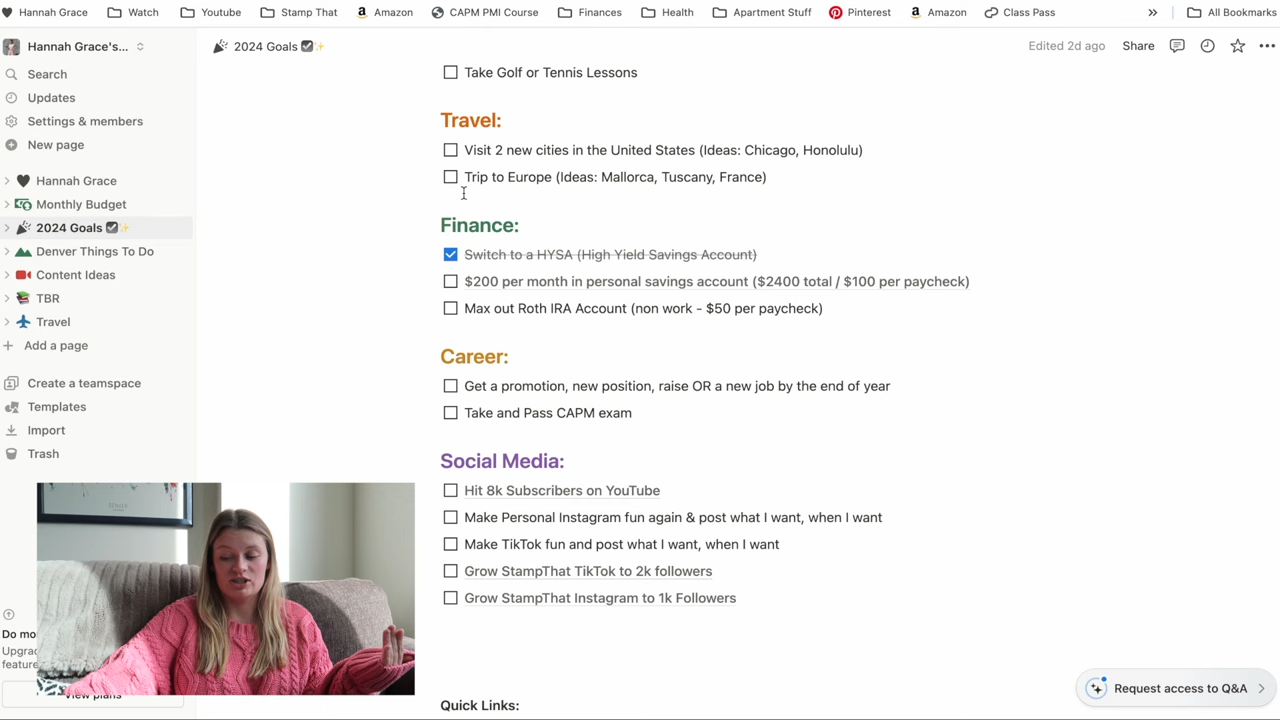 Hannah Grace
Watch
Youtube
Stamp That
Amazon
CAPM PMI Course
Finances
Health
Apartment Stuff
Pinterest
Amazon
Class Pass
»
All Bookmarks
Hannah Grace's...
2024 Goals
Edited 2d ago
Share
Search
Updates
Settings & members
New page
Hannah Grace
Monthly Budget
2024 Goals
Denver Things To Do
Content Ideas
TBR
Travel
Add a page
Create a teamspace
Templates
Import
Trash
Do mo
Upgra
feature
View plans
Take Golf or Tennis Lessons
Travel:
Visit 2 new cities in the United States (Ideas: Chicago, Honolulu)
Trip to Europe (Ideas: Mallorca, Tuscany, France)
Finance:
Switch to a HYSA (High Yield Savings Account)
$200 per month in personal savings account ($2400 total / $100 per paycheck)
Max out Roth IRA Account (non work - $50 per paycheck)
Career:
Get a promotion, new position, raise OR a new job by the end of year
Take and Pass CAPM exam
Social Media:
Hit 8k Subscribers on YouTube
Make Personal Instagram fun again & post what I want, when I want
Make TikTok fun and post what I want, when I want
Grow StampThat TikTok to 2k followers
Grow StampThat Instagram to 1k Followers
Quick Links:
Request access to Q&A